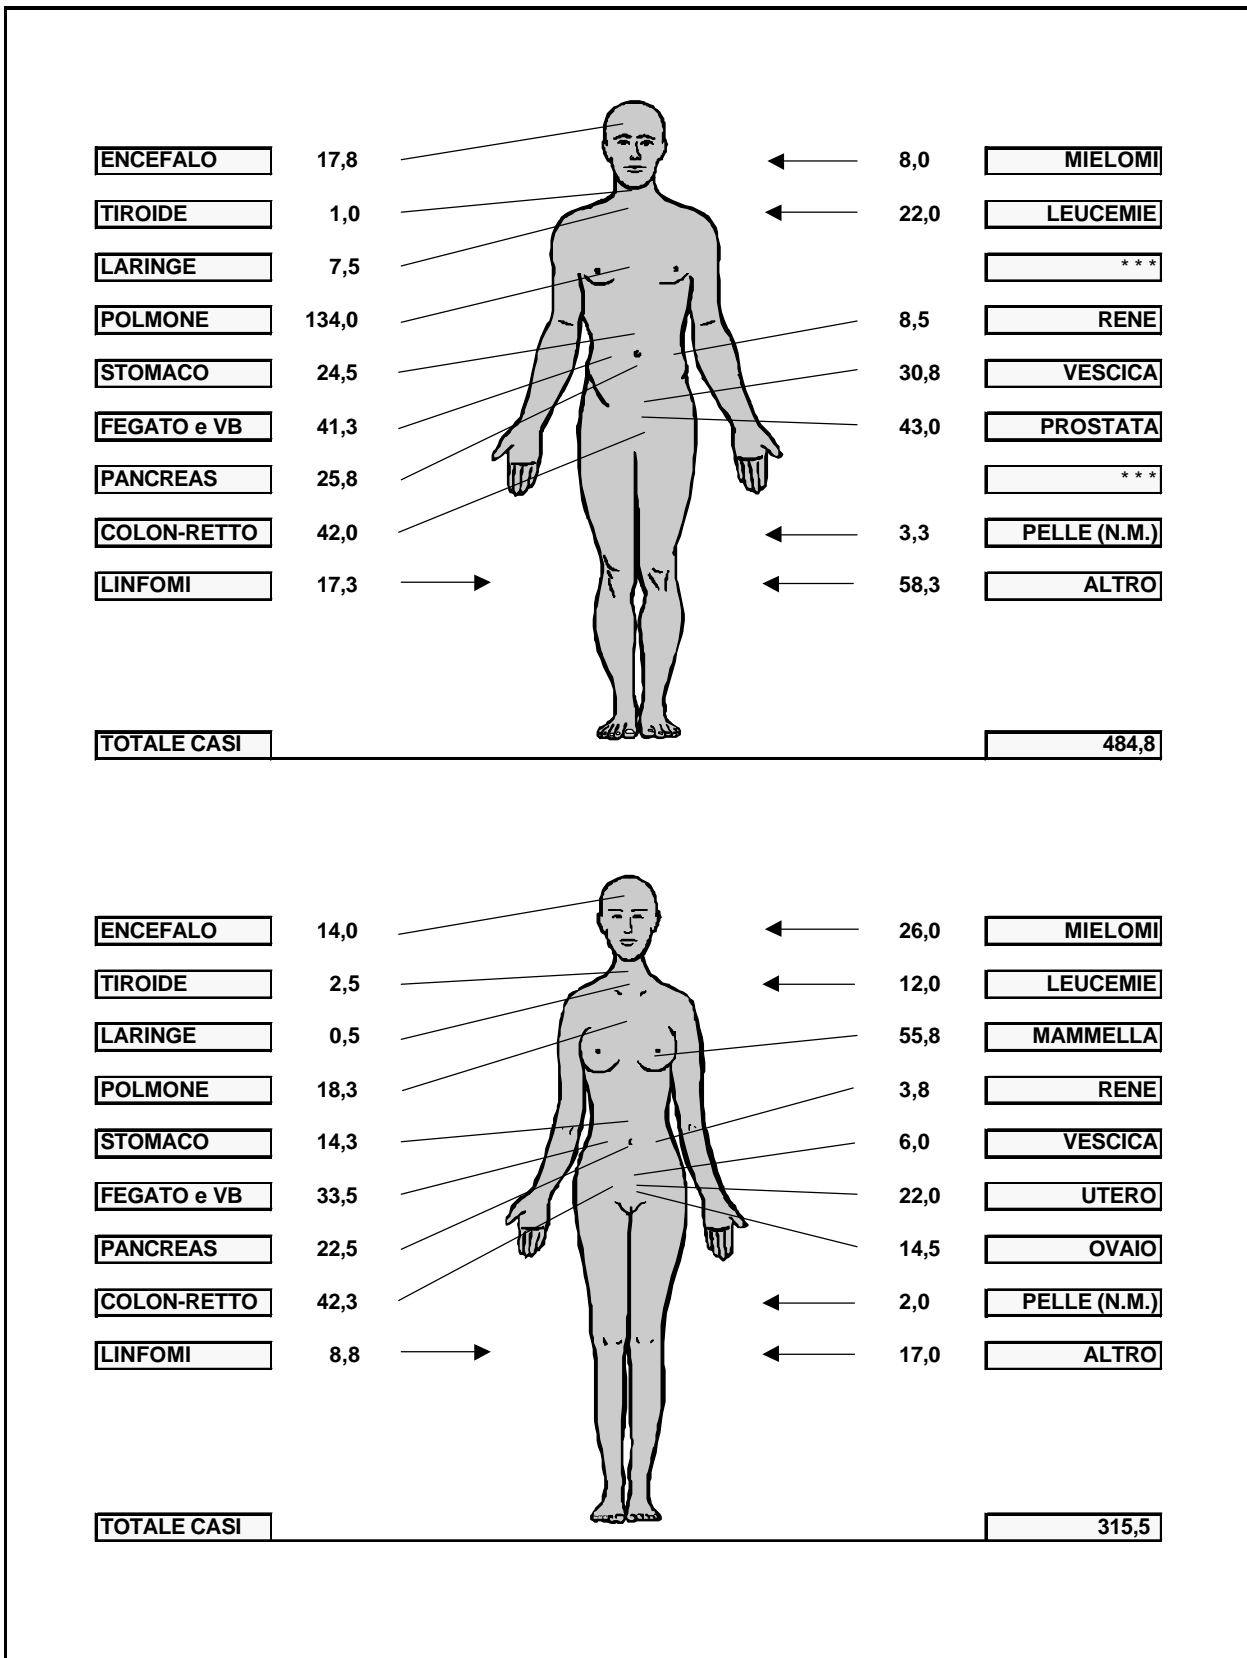 ENCEFALO 17,8 8,0 MIELOMI
TIROIDE 1,0 22,0 LEUCEMIE
LARINGE 7,5 * * *
POLMONE 134,0 8,5 RENE
STOMACO 24,5 30,8 VESCICA
FEGATO e VB 41,3 43,0 PROSTATA
PANCREAS 25,8 * * *
COLON-RETTO 42,0 3,3 PELLE (N.M.)
LINFOMI 17,3 58,3 ALTRO
TOTALE CASI 484,8
ENCEFALO 14,0 26,0 MIELOMI
TIROIDE 2,5 12,0 LEUCEMIE
LARINGE 0,5 55,8 MAMMELLA
POLMONE 18,3 3,8 RENE
STOMACO 14,3 6,0 VESCICA
FEGATO e VB 33,5 22,0 UTERO
PANCREAS 22,5 14,5 OVAIO
COLON-RETTO 42,3 2,0 PELLE (N.M.)
LINFOMI 8,8 17,0 ALTRO
TOTALE CASI 315,5